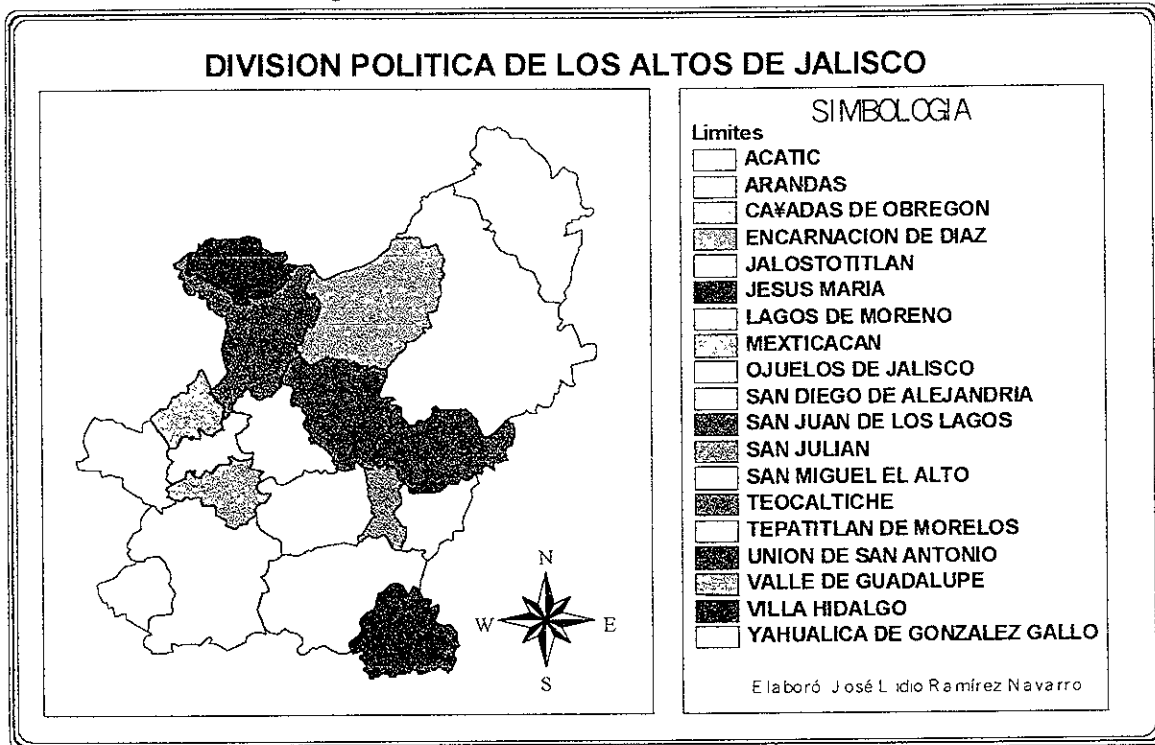 DIVISION POLITICA DE LOS ALTOS DE JALISCO
N
W E
S
SIMBOLOGIA
Limites
ACATIC
ARANDAS
CA¥ADAS DE OBREGON
ENCARNACION DE DIAZ
JALOSTOTITLAN
JESUS MARIA
LAGOS DE MORENO
MEXTICACAN
OJUELOS DE JALISCO
SAN DIEGO DE ALEJANDRIA
SAN JUAN DE LOS LAGOS
SAN JULIAN
SAN MIGUEL EL ALTO
TEOCALTICHE
TEPATITLAN DE MORELOS
UNION DE SAN ANTONIO
VALLE DE GUADALUPE
VILLA HIDALGO
YAHUALICA DE GONZALEZ GALLO
Elaboró José Ramírez Navarro